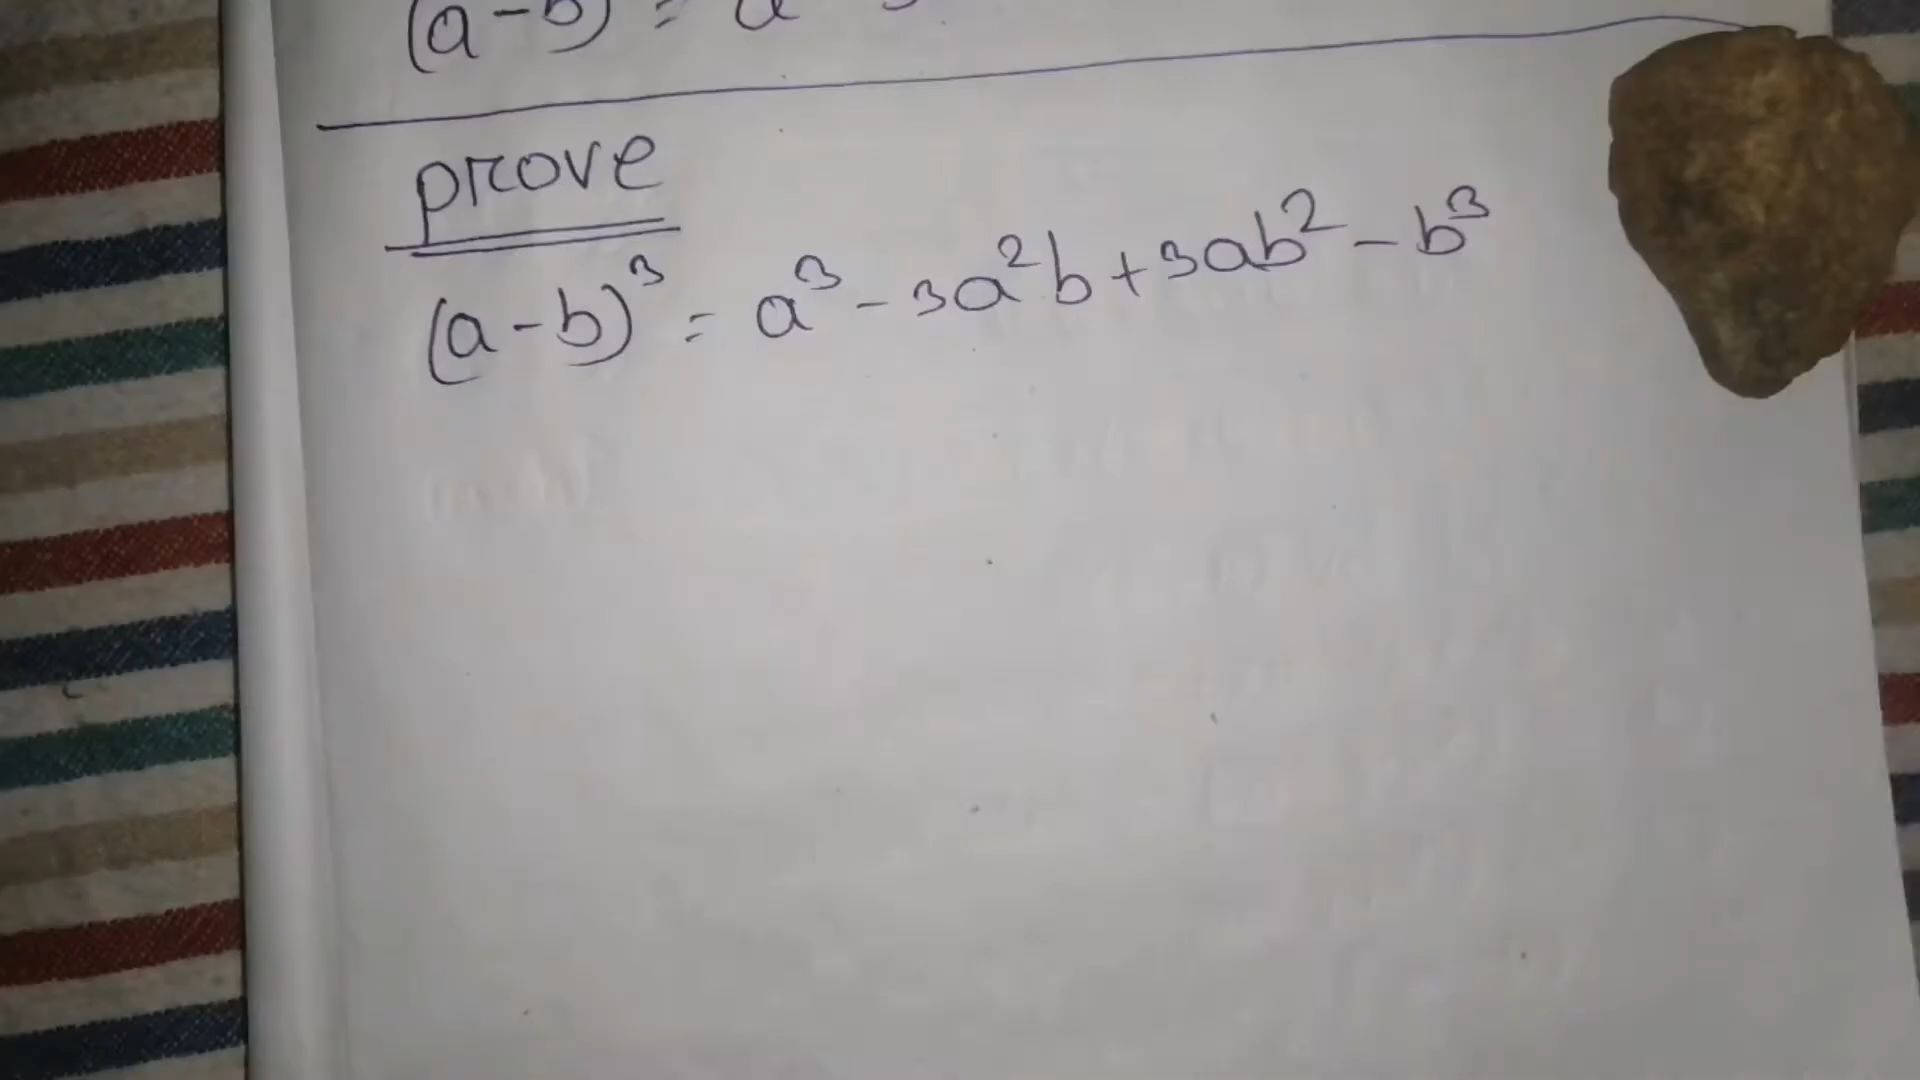 (a-b) = a
prove
(a-b)³ = a³ - 3a²b + 3ab² - b³